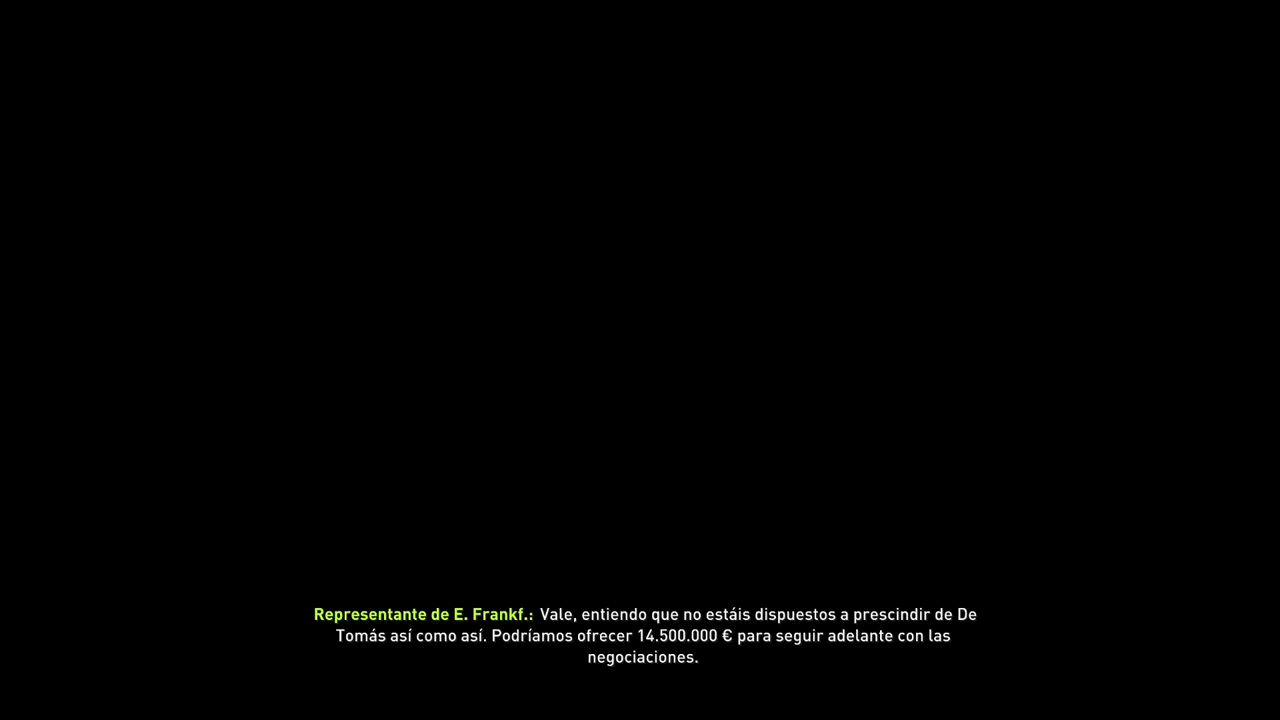 Representante de E. Frankf.: Vale, entiendo que no estáis dispuestos a prescindir de De
Tomás así como así. Podríamos ofrecer 14.500.000 € para seguir adelante con las
negociaciones.